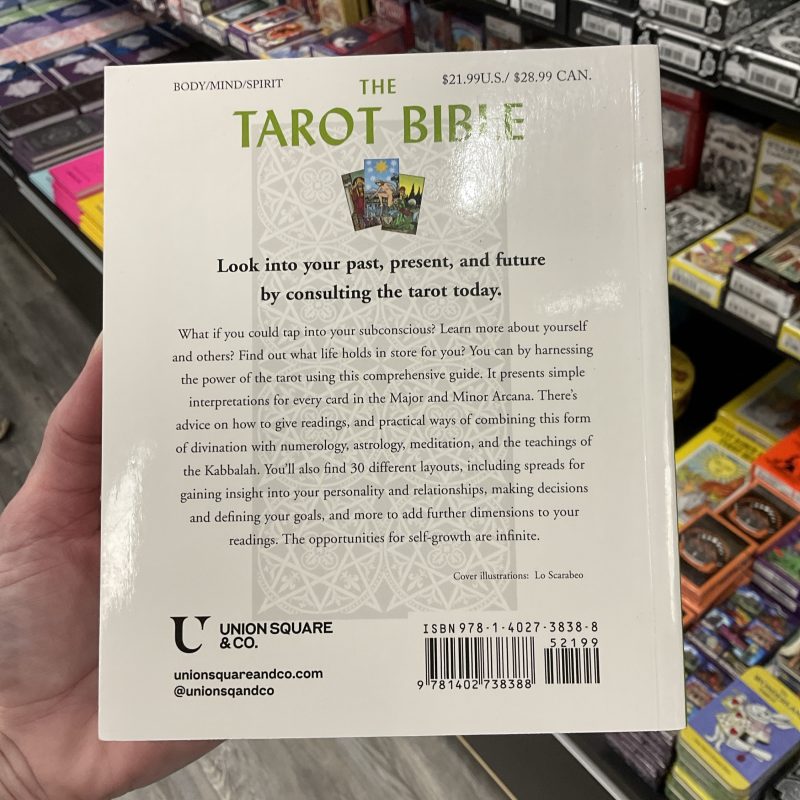 BODY/MIND/SPIRIT
$21.99U.S./ $28.99 CAN.
THE
TAROT BIBLE
Look into your past, present, and future
by consulting the tarot today.
What if you could tap into your subconscious? Learn more about yourself
and others? Find out what life holds in store for you? You can by harnessing
the power of the tarot using this comprehensive guide. It presents simple
interpretations for every card in the Major and Minor Arcana. There's
advice on how to give readings, and practical ways of combining this form
of divination with numerology, astrology, meditation, and the teachings of
the Kabbalah. You'll also find 30 different layouts, including spreads for
gaining insight into your personality and relationships, making decisions
and defining your goals, and more to add further dimensions to your
readings. The opportunities for self-growth are infinite.
Cover illustrations: Lo Scarabeo
U UNION SQUARE
& CO.
unionsquareandco.com
@unionsqandco
ISBN 978-1-4027-3838-8
52199
9 781402 738388